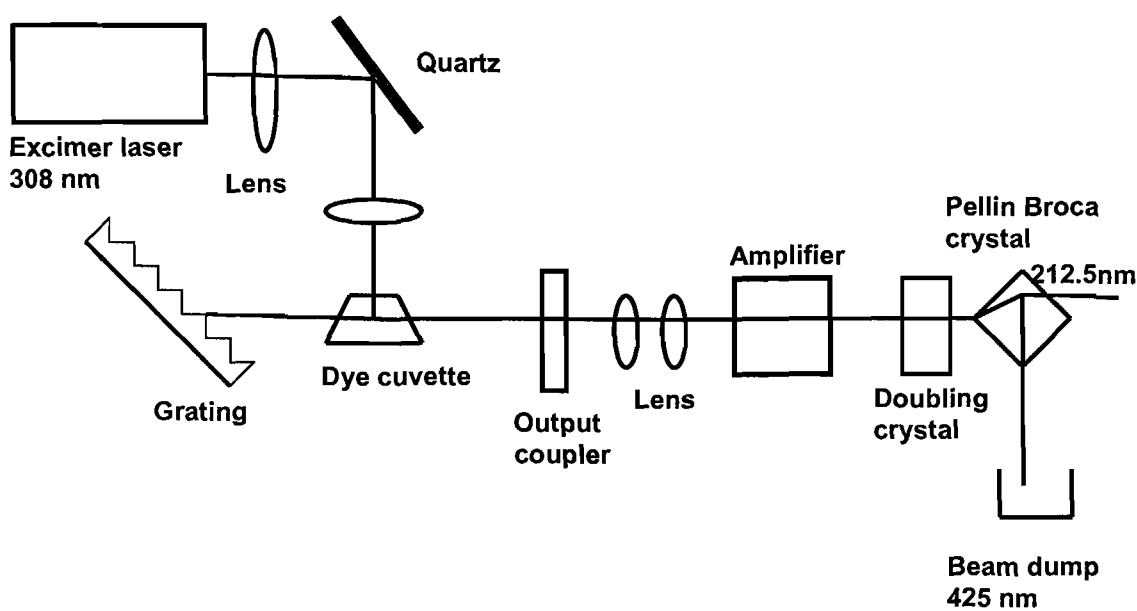 Quartz
Excimer laser
308 nm
Lens
Pellin Broca
crystal
212.5nm
Amplifier
Dye cuvette
Grating
Output
coupler
Lens
Doubling
crystal
Beam dump
425 nm